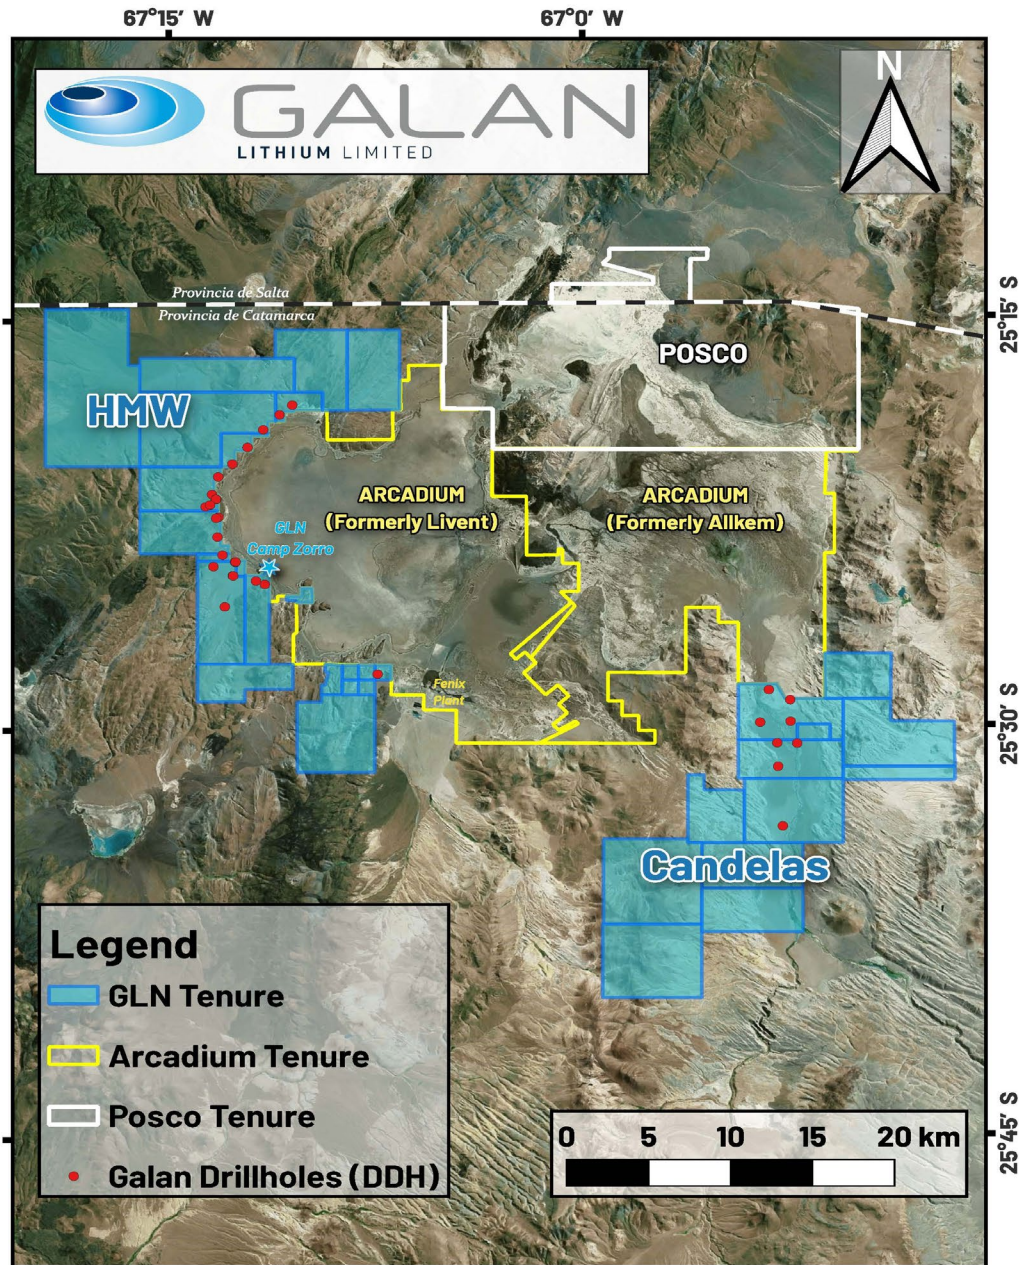 67°15' W
67°0' W
GALAN
LITHIUM LIMITED
N
Provincia de Salta
Provincia de Catamarca
25°15' S
POSCO
HMW
ARCADIUM
(Formerly Livent)
ARCADIUM
(Formerly Allkem)
GLN
Camp Zorro
Fenix
Plant
25°30' S
Candelas
Legend
GLN Tenure
Arcadium Tenure
Posco Tenure
Galan Drillholes (DDH)
0 5 10 15 20 km
25°45' S